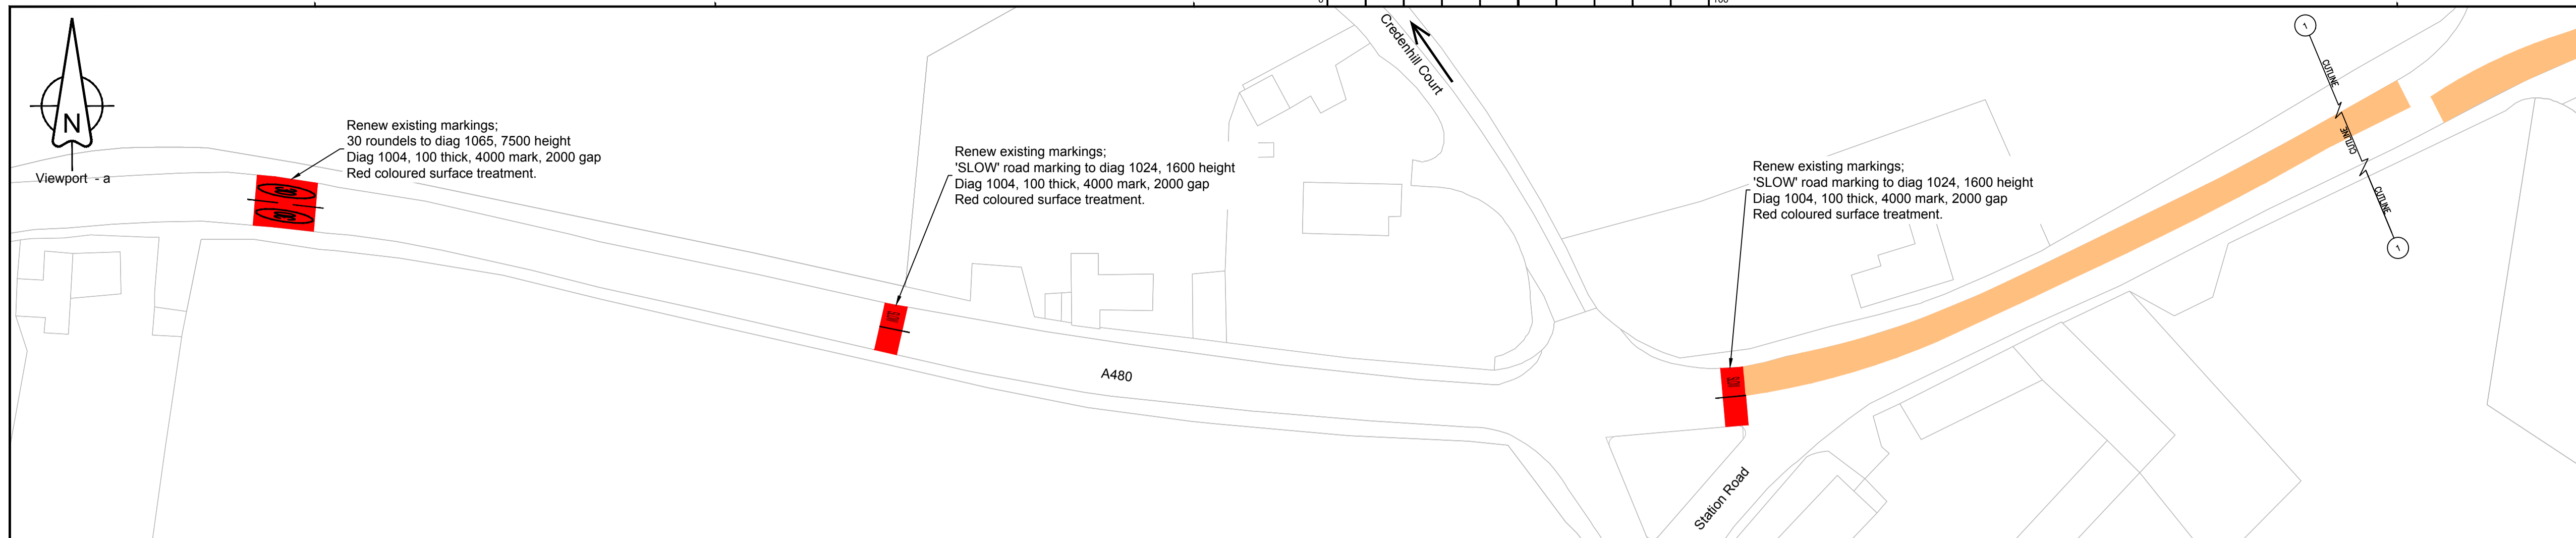 0
100
N
Viewport - a
Renew existing markings;
30 roundels to diag 1065, 7500 height
Diag 1004, 100 thick, 4000 mark, 2000 gap
Red coloured surface treatment.
Renew existing markings;
'SLOW' road marking to diag 1024, 1600 height
Diag 1004, 100 thick, 4000 mark, 2000 gap
Red coloured surface treatment.
Credenhill Court
Renew existing markings;
'SLOW' road marking to diag 1024, 1600 height
Diag 1004, 100 thick, 4000 mark, 2000 gap
Red coloured surface treatment.
1
CUTLINE
CUTLINE
CUTLINE
1
A480
Station Road